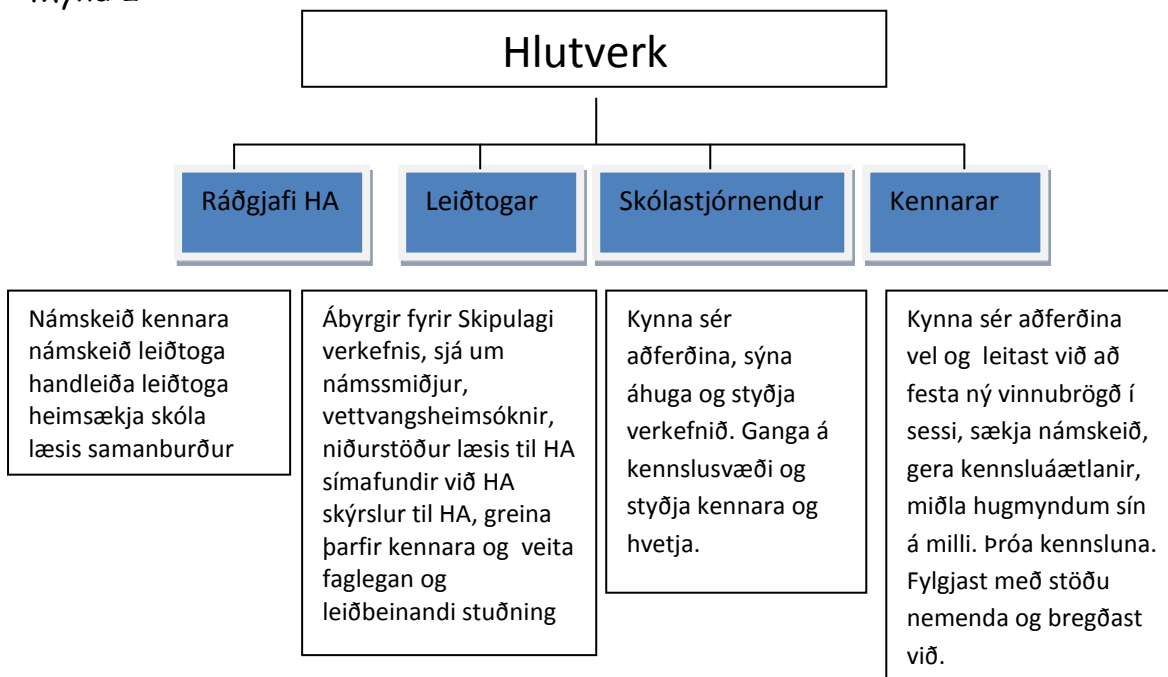 Hlutverk
Ráðgjafi HA
Leiðtogar
Skólastjórnendur
Kennarar
Námskeið kennara
námskeið leiðtoga
handleiða leiðtoga
heimsækja skóla
læsis samanburður
Ábyrgir fyrir Skipulagi
verkefnis, sjá um
námssmiðjur,
vettvangsheimsóknir,
niðurstöður læsis til HA
símafundir við HA
skýrslur til HA, greina
þarfir kennara og veita
faglegan og
leiðbeinandi stuðning
Kynna sér
aðferðina, sýna
áhuga og styðja
verkefnið. Ganga á
kennslusvæði og
styðja kennara og
hvetja.
Kynna sér aðferðina
vel og leitast við að
festa ný vinnubrögð í
sessi, sækja námskeið,
gera kennsluáætlanir,
miðla hugmyndum sín
á milli. Þróa kennsluna.
Fylgjast með stöðu
nemenda og bregðast
við.